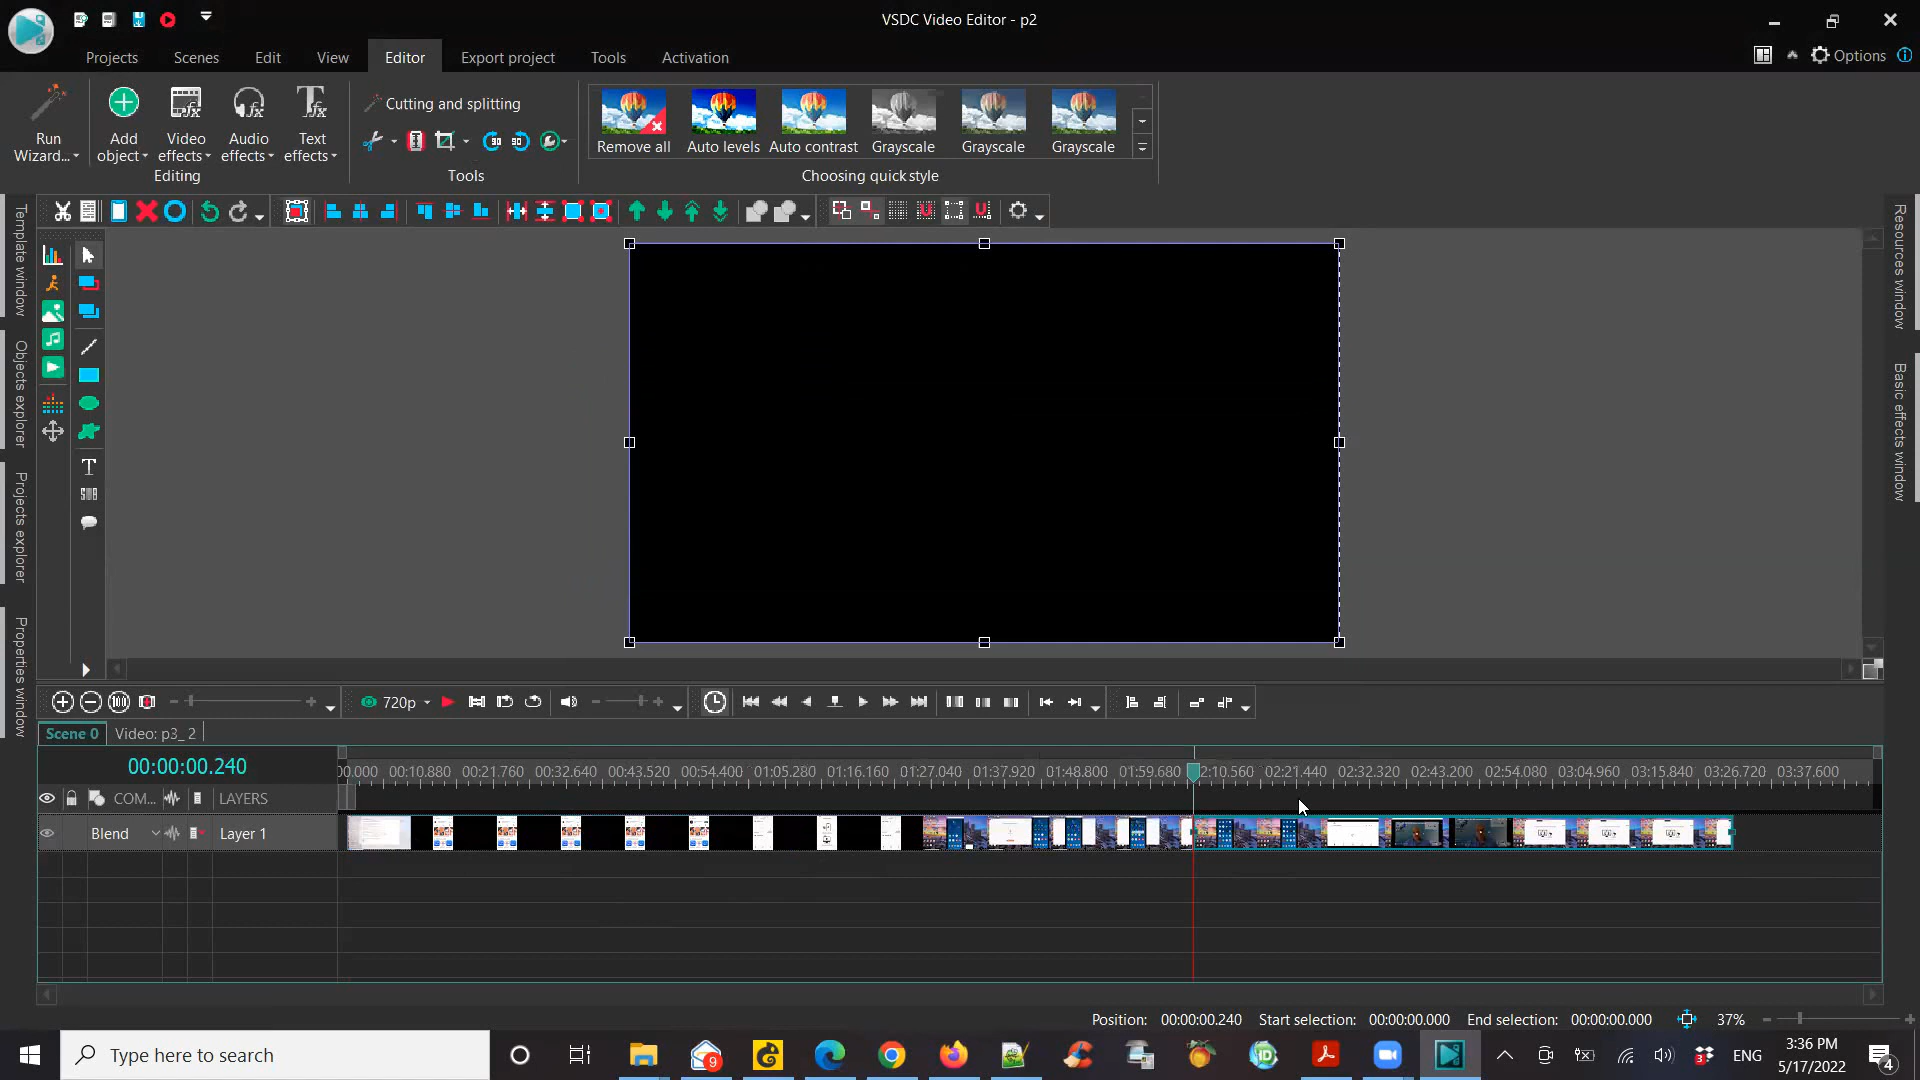 VSDC Video Editor - p2
Projects Scenes Edit View Editor Export project Tools Activation Options
Run Wizard...
Add object
Video effects
Audio effects
Text effects
Editing
Cutting and splitting
Tools
Remove all Auto levels Auto contrast Grayscale Grayscale Grayscale
Choosing quick style
Template window
Objects explorer
Projects explorer
Properties window
Resources window
Basic effects window
720p
Scene 0 Video: p3_ 2
00:00:00.240
00.000 00:10.880 00:21.760 00:32.640 00:43.520 00:54.400 01:05.280 01:16.160 01:27.040 01:37.920 01:48.800 01:59.680 02:10.560 02:21.440 02:32.320 02:43.200 02:54.080 03:04.960 03:15.840 03:26.720 03:37.600
COM... LAYERS
Blend Layer 1
Position: 00:00:00.240 Start selection: 00:00:00.000 End selection: 00:00:00.000 37%
Type here to search
9
3
ENG
3:36 PM
5/17/2022
4